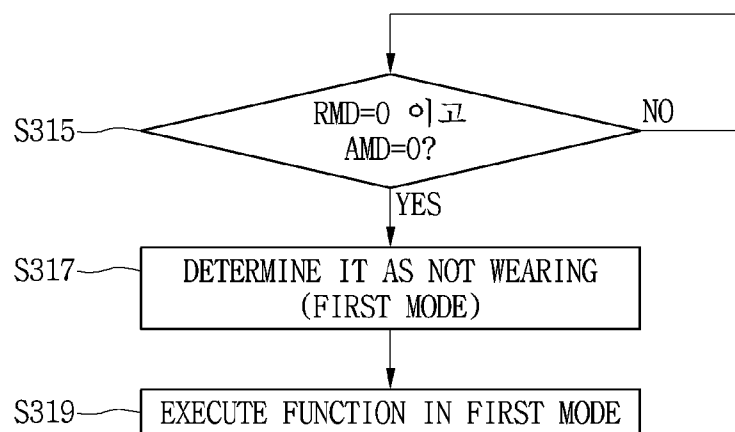 RMD=0 이고
AMD=0?
S315
NO
YES
S317
DETERMINE IT AS NOT WEARING
(FIRST MODE)
S319
EXECUTE FUNCTION IN FIRST MODE